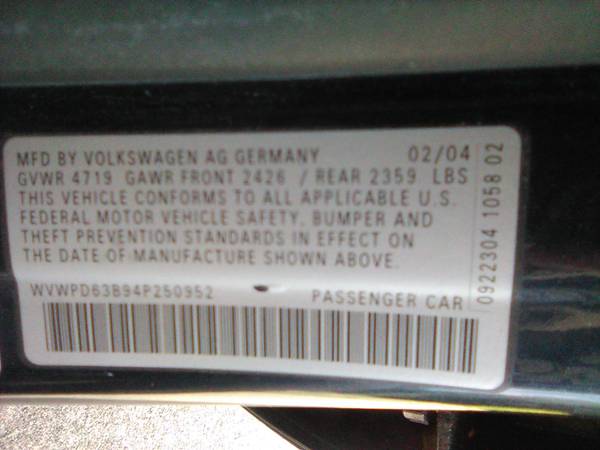 MFD BY VOLKSWAGEN AG GERMANY 02/04
GVWR 4719 GAWR FRONT 2426 / REAR 2359 LBS
THIS VEHICLE CONFORMS TO ALL APPLICABLE U.S.
FEDERAL MOTOR VEHICLE SAFETY, BUMPER AND
THEFT PREVENTION STANDARDS IN EFFECT ON
THE DATE OF MANUFACTURE SHOWN ABOVE.
WVWPD63B94P250952 PASSENGER CAR
0922304 1058 02